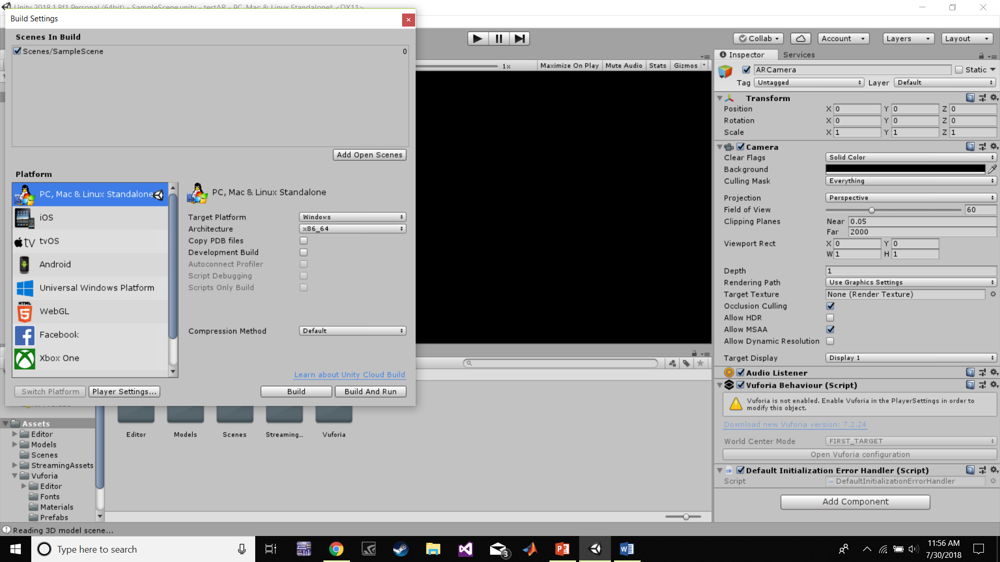 Unity 2018.1.8f1 Personal (64bit) - SampleScene.unity - testAR - PC, Mac & Linux Standalone* <DX11>
Build Settings
Scenes In Build
Scenes/SampleScene 0
Add Open Scenes
Platform
PC, Mac & Linux Standalone
iOS
tvOS
Android
Universal Windows Platform
HTML
WebGL
Facebook
Xbox One
PC, Mac & Linux Standalone
Target Platform Windows
Architecture x86_64
Copy PDB files
Development Build
Autoconnect Profiler
Script Debugging
Scripts Only Build
Compression Method Default
Learn about Unity Cloud Build
Switch Platform Player Settings... Build Build And Run
Collab Account Layers Layout
1x Maximize On Play Mute Audio Stats Gizmos
Inspector Services
ARCamera Static
Tag Untagged Layer Default
Transform
Position X 0 Y 0 Z 0
Rotation X 0 Y 0 Z 0
Scale X 1 Y 1 Z 1
Camera
Clear Flags Solid Color
Background
Culling Mask Everything
Projection Perspective
Field of View 60
Clipping Planes Near 0.05
Far 2000
Viewport Rect X 0 Y 0
W 1 H 1
Depth 1
Rendering Path Use Graphics Settings
Target Texture None (Render Texture)
Occlusion Culling
Allow HDR
Allow MSAA
Allow Dynamic Resolution
Target Display Display 1
Audio Listener
Vuforia Behaviour (Script)
Vuforia is not enabled. Enable Vuforia in the PlayerSettings in order to
modify this object.
Download new Vuforia version: 7.2.24
World Center Mode FIRST_TARGET
Open Vuforia configuration
Default Initialization Error Handler (Script)
Script DefaultInitializationErrorHandler
Add Component
Assets
Editor
Models
Scenes
StreamingAssets
Vuforia
Editor
Fonts
Materials
Prefabs
Editor Models Scenes Streaming... Vuforia
Reading 3D model scene...
Type here to search
3
11:56 AM
7/30/2018